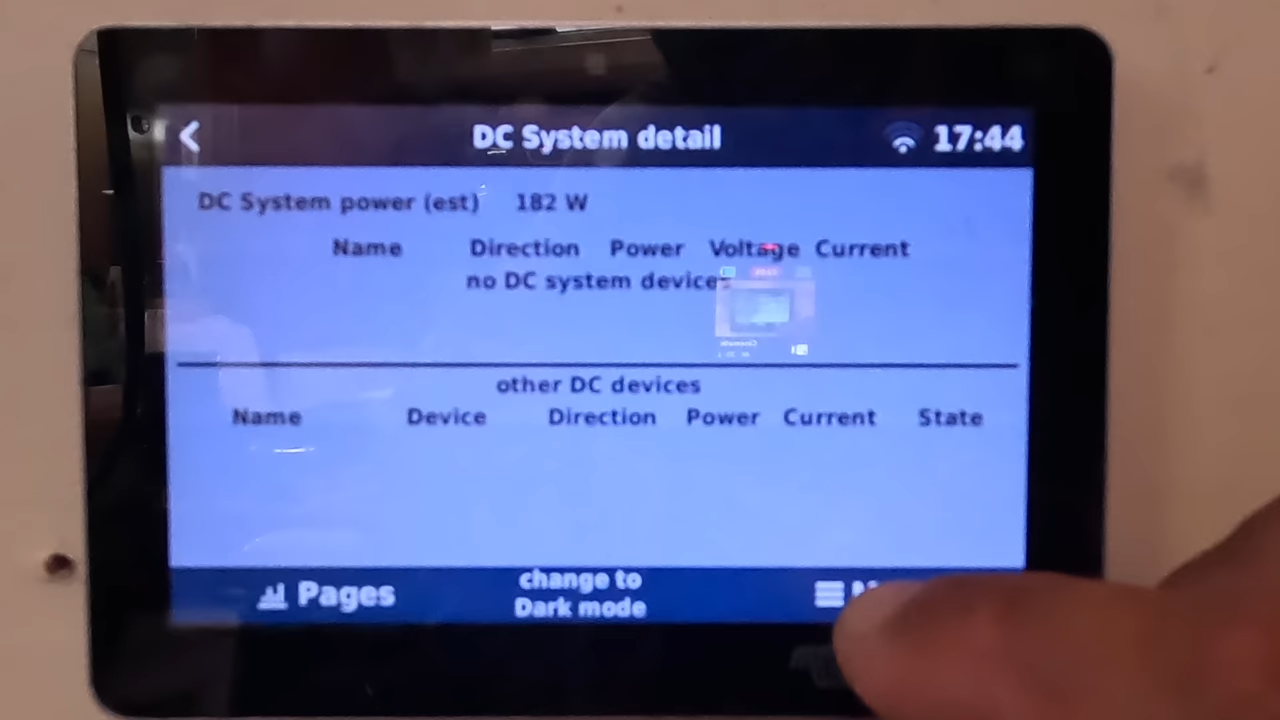 DC System detail 17:44
DC System power (est) 182 W
Name Direction Power Voltage Current
no DC system devices
other DC devices
Name Device Direction Power Current State
Pages
change to
Dark mode